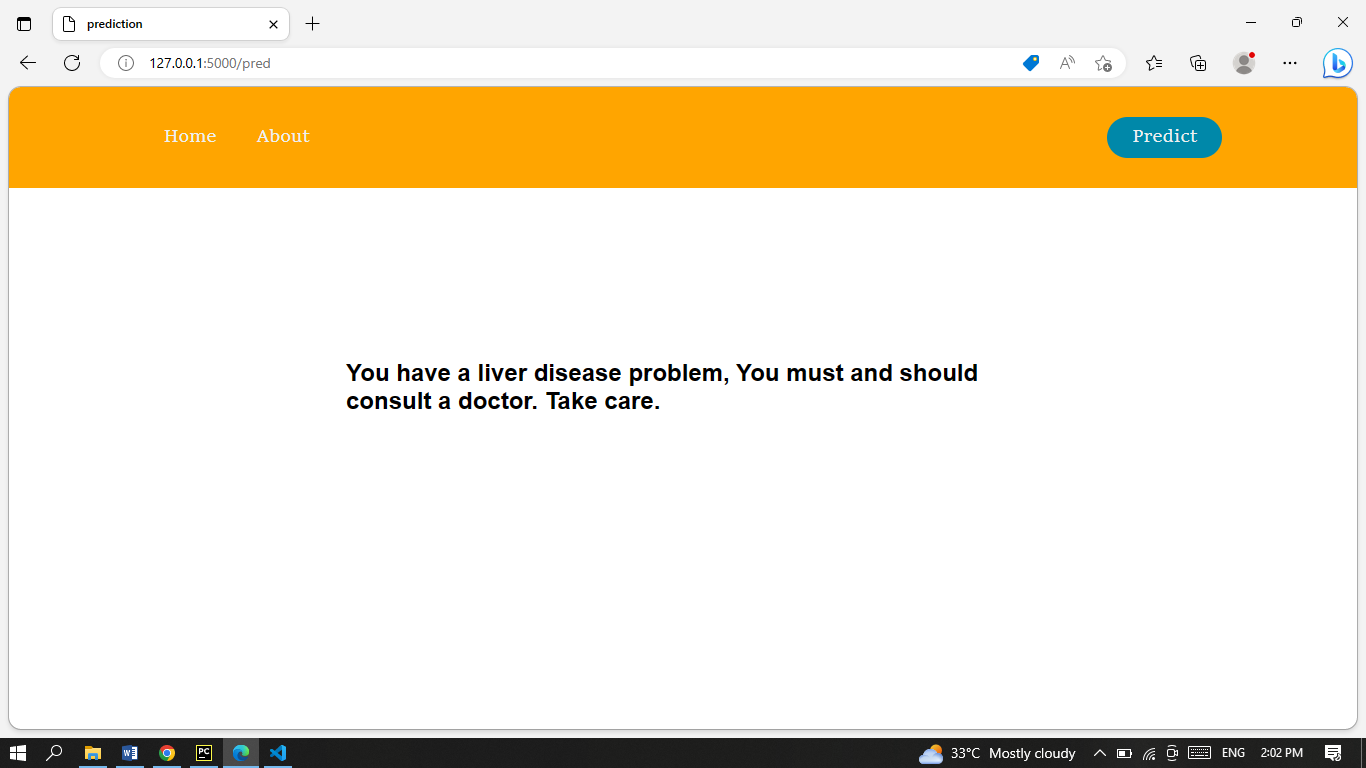 prediction
127.0.0.1:5000/pred
Home About Predict
You have a liver disease problem, You must and should
consult a doctor. Take care.
33°C Mostly cloudy ENG 2:02 PM